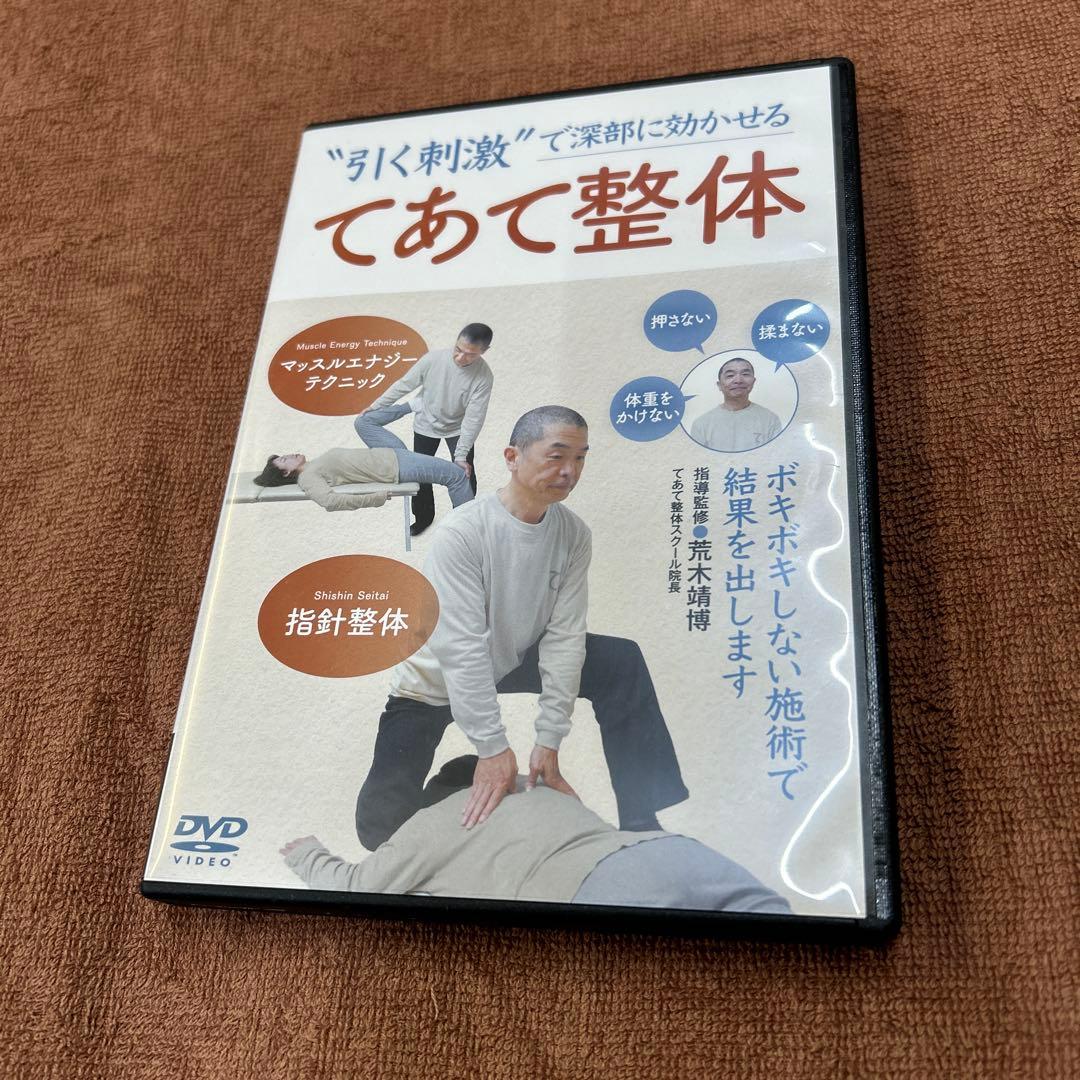 “引く刺激”で深部に効かせる
てあて整体
Muscle Energy Technique
マッスルエナジー
テクニック
押さない
揉まない
体重を
かけない
ボキボキしない施術で
結果を出します
指導監修●荒木靖博
てあて整体スクール院長
Shishin Seitai
指針整体
DVD
VIDEO™